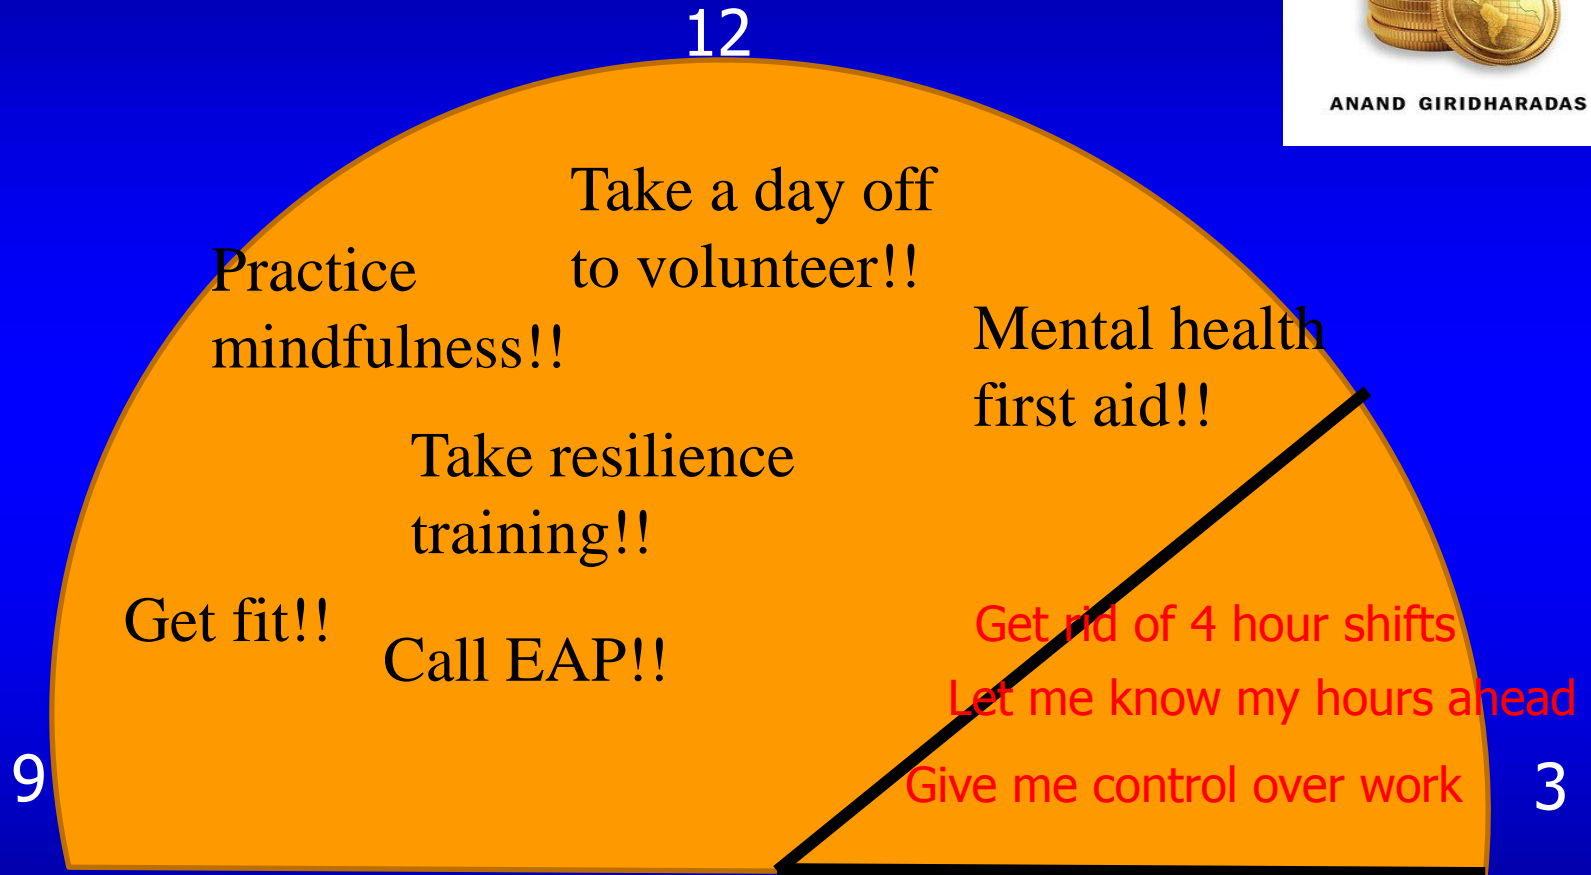 12
ANAND GIRIDHARADAS
Take a day off
to volunteer!!
Practice
mindfulness!!
Mental health
first aid!!
Take resilience
training!!
Get fit!!
Call EAP!!
Get rid of 4 hour shifts
Let me know my hours ahead
Give me control over work
9
3